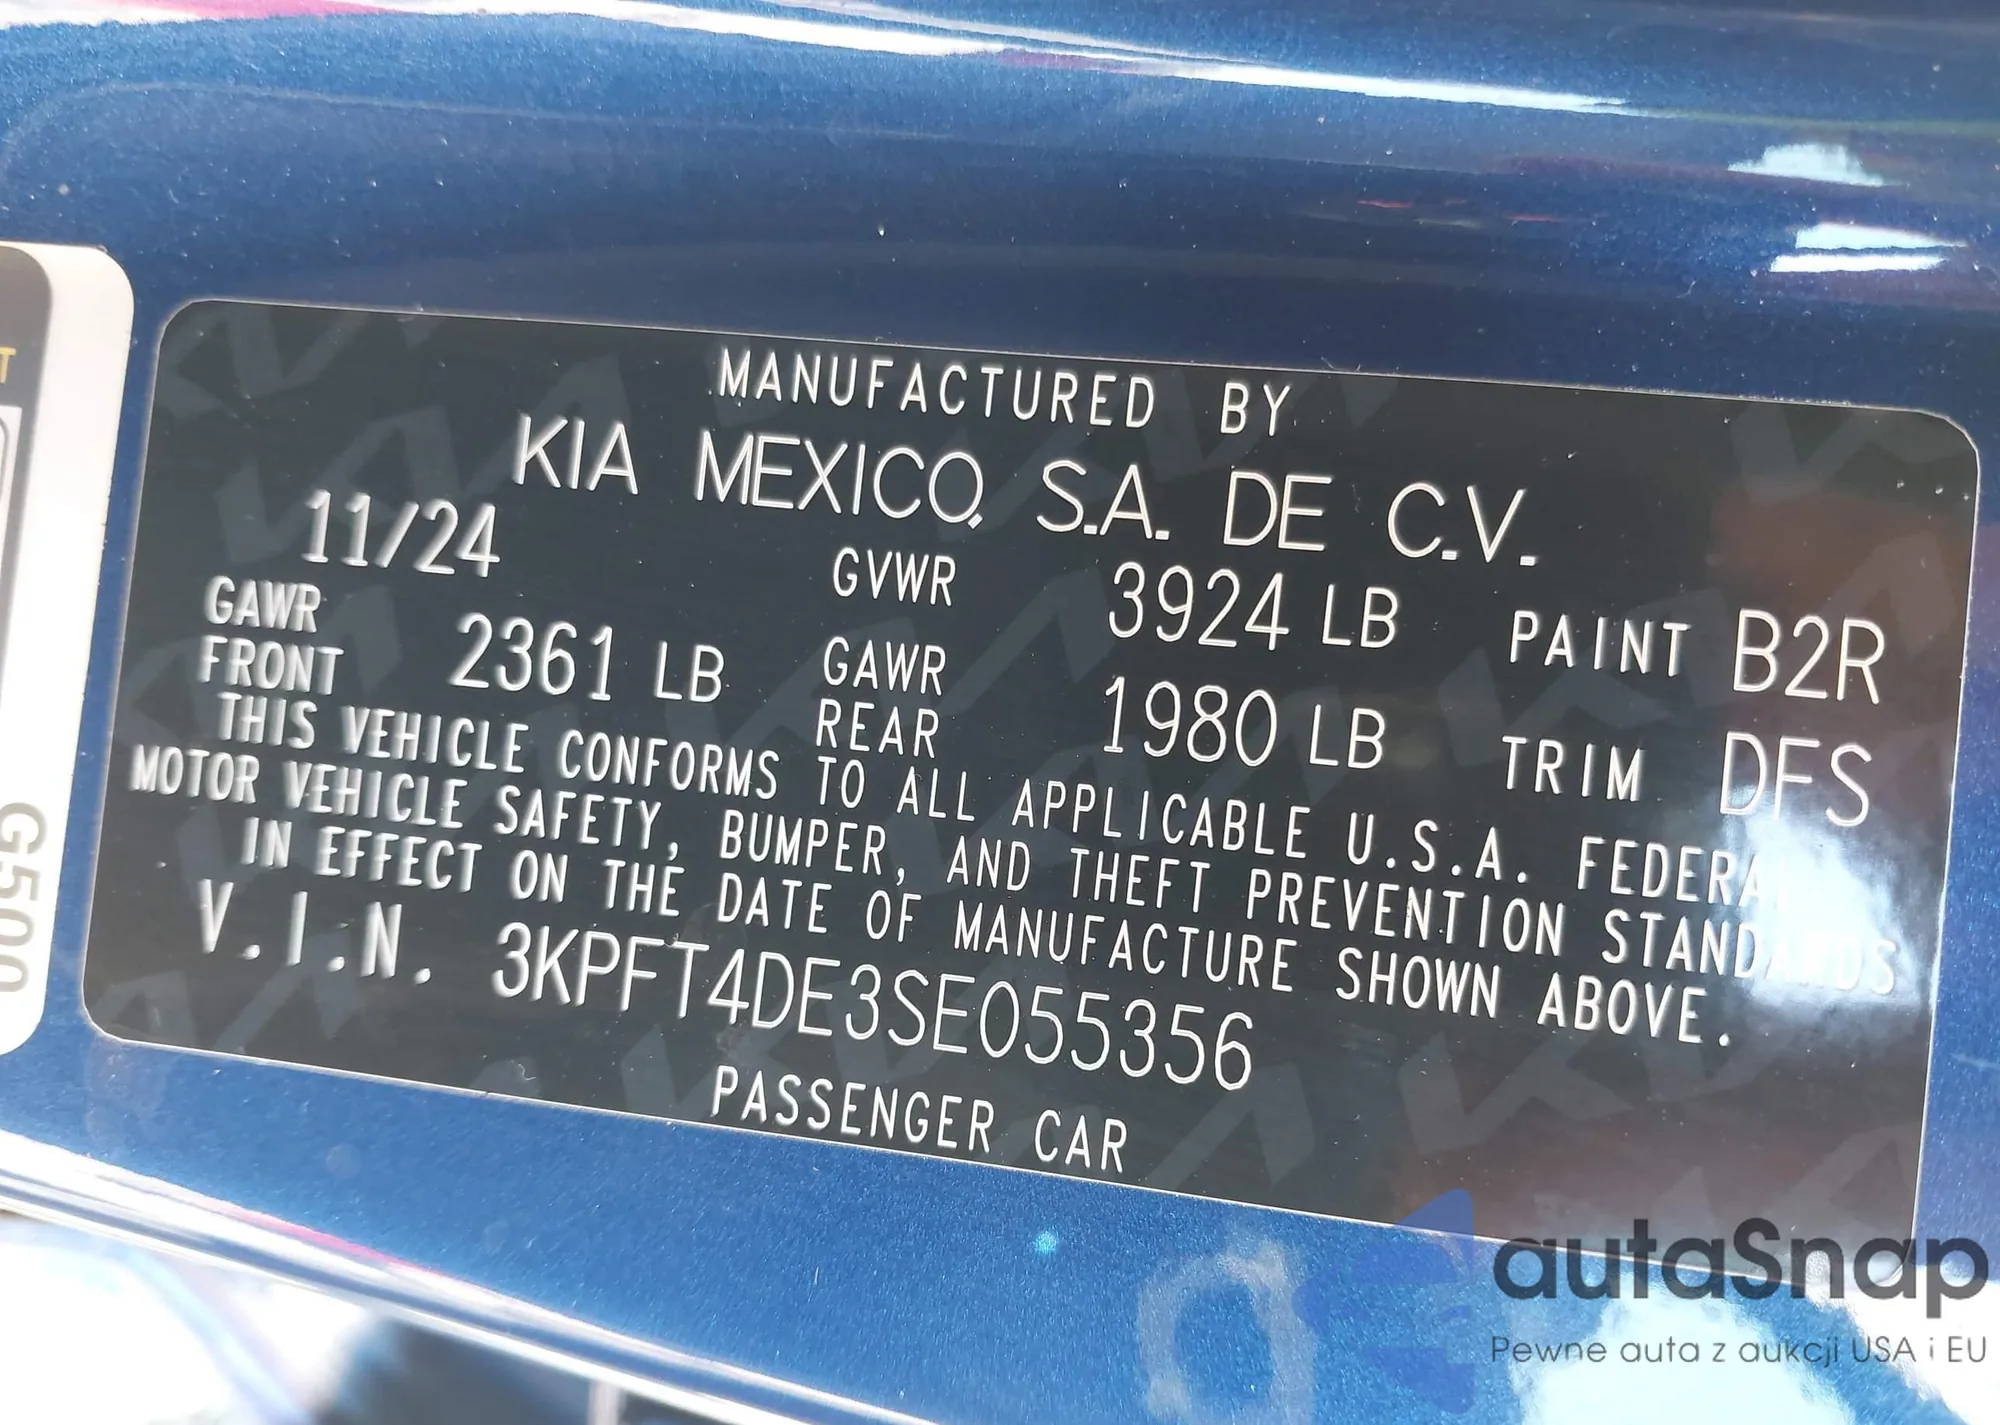 MANUFACTURED BY
KIA MEXICO, S.A. DE C.V.
11/24 GVWR 3924 LB PAINT B2R
GAWR FRONT 2361 LB GAWR REAR 1980 LB TRIM DFS
THIS VEHICLE CONFORMS TO ALL APPLICABLE U.S.A. FEDERAL
MOTOR VEHICLE SAFETY, BUMPER, AND THEFT PREVENTION STANDARDS
IN EFFECT ON THE DATE OF MANUFACTURE SHOWN ABOVE.
V.I.N. 3KPFT4DE3SE055356
PASSENGER CAR
G500
T
autaSnap
Pewne auta z aukcji USA i EU